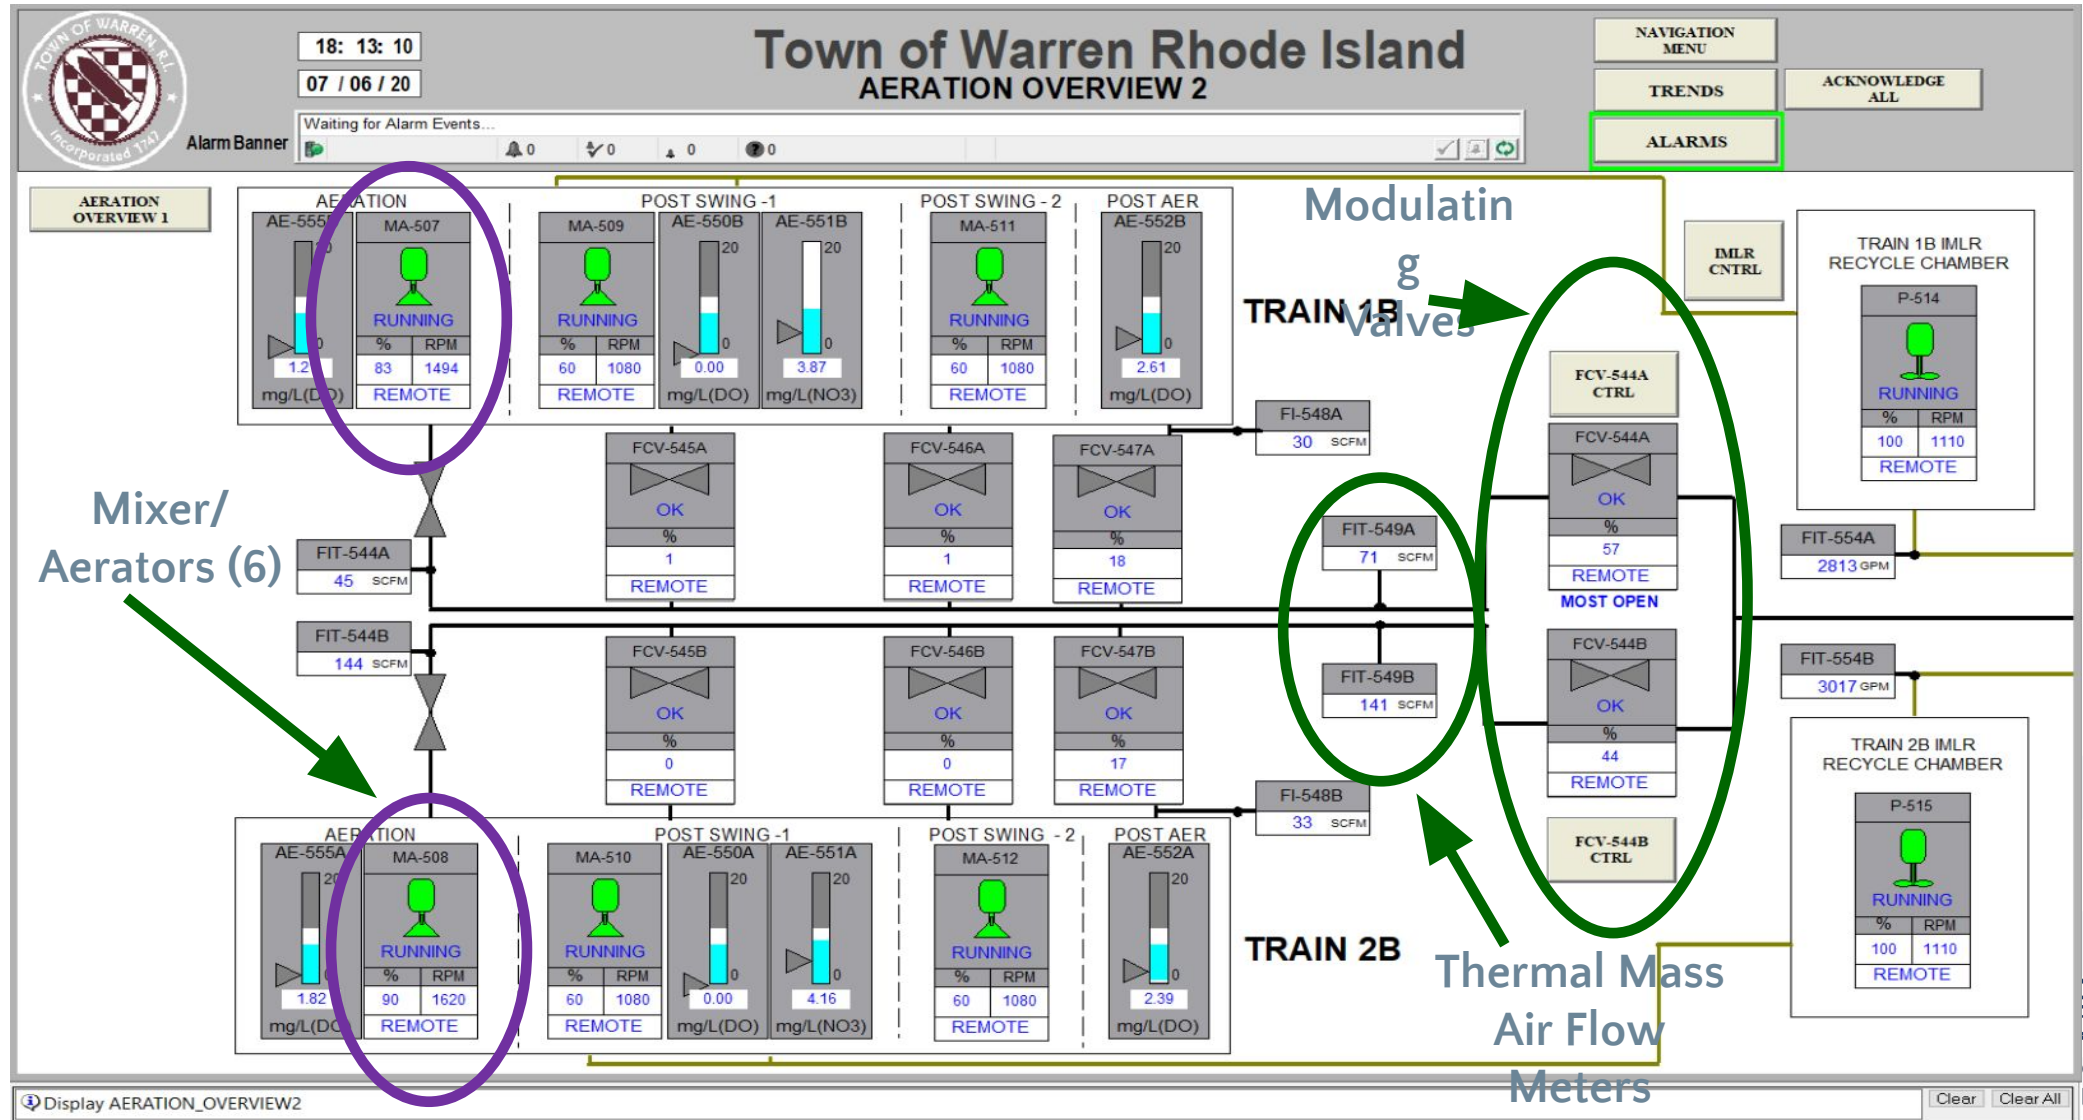 TOWN OF WARREN, R.I.
Incorporated 1747
18: 13: 10
07 / 06 / 20
Town of Warren Rhode Island
AERATION OVERVIEW 2
NAVIGATION
MENU
TRENDS
ACKNOWLEDGE
ALL
ALARMS
Alarm Banner
Waiting for Alarm Events...
0
0
0
0
AERATION
OVERVIEW 1
AERATION
POST SWING -1
POST SWING - 2
POST AER
MA-507
RUNNING
% RPM
83 1494
REMOTE
mg/L(DO)
20
0
MA-509
RUNNING
% RPM
60 1080
REMOTE
AE-550B
20
0
0.00
mg/L(DO)
AE-551B
20
0
3.87
mg/L(NO3)
MA-511
RUNNING
% RPM
60 1080
REMOTE
AE-552B
20
0
2.61
mg/L(DO)
TRAIN 1B
Modulatin
g
Valves
IMLR
CNTRL
TRAIN 1B IMLR
RECYCLE CHAMBER
P-514
RUNNING
% RPM
100 1110
REMOTE
FI-548A
30 SCFM
FCV-544A
CTRL
FCV-544A
OK
%
57
REMOTE
MOST OPEN
FCV-545A
OK
%
1
REMOTE
FCV-546A
OK
%
1
REMOTE
FCV-547A
OK
%
18
REMOTE
Mixer/
Aerators (6)
FIT-544A
45 SCFM
FIT-549A
71 SCFM
FIT-554A
2813 GPM
FIT-544B
144 SCFM
FCV-545B
OK
%
0
REMOTE
FCV-546B
OK
%
0
REMOTE
FCV-547B
OK
%
17
REMOTE
FIT-549B
141 SCFM
FCV-544B
OK
%
44
REMOTE
FCV-544B
CTRL
FIT-554B
3017 GPM
FI-548B
33 SCFM
TRAIN 2B IMLR
RECYCLE CHAMBER
P-515
RUNNING
% RPM
100 1110
REMOTE
AERATION
POST SWING -1
POST SWING - 2
POST AER
AE-555A
20
0
1.82
mg/L(DO)
MA-508
RUNNING
% RPM
90 1620
REMOTE
MA-510
RUNNING
% RPM
60 1080
REMOTE
AE-550A
20
0
0.00
mg/L(DO)
AE-551A
20
0
4.16
mg/L(NO3)
MA-512
RUNNING
% RPM
60 1080
REMOTE
AE-552A
20
0
2.39
mg/L(DO)
TRAIN 2B
Thermal Mass
Air Flow
Meters
Display AERATION_OVERVIEW2
Clear
Clear All